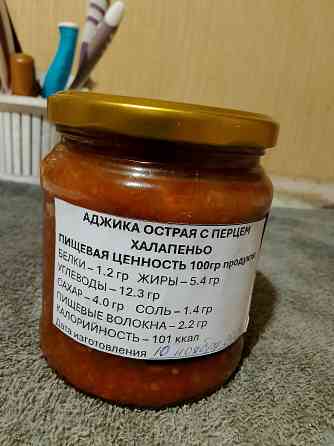 АДЖИКА ОСТРАЯ С ПЕРЦЕМ
ХАЛАПЕНЬО
ПИЩЕВАЯ ЦЕННОСТЬ 100гр продукта
БЕЛКИ – 1.2 гр ЖИРЫ – 5.4 гр
УГЛЕВОДЫ – 12.3 гр
САХАР – 4.0 гр СОЛЬ – 1.4 гр
ПИЩЕВЫЕ ВОЛОКНА – 2.2 гр
КАЛОРИЙНОСТЬ – 101 ккал
Дата изготовления 10